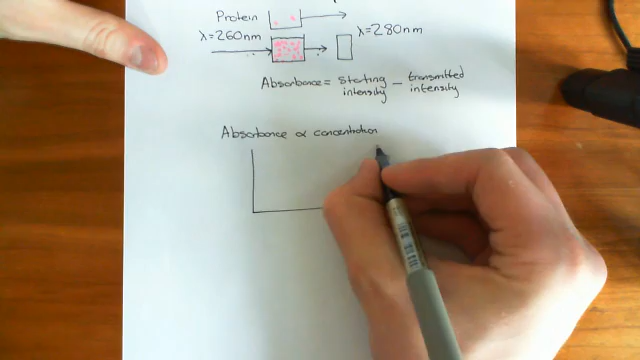 Protein
λ=260nm
λ=280nm
Absorbance = starting intensity - transmitted intensity
Absorbance ∝ concentration